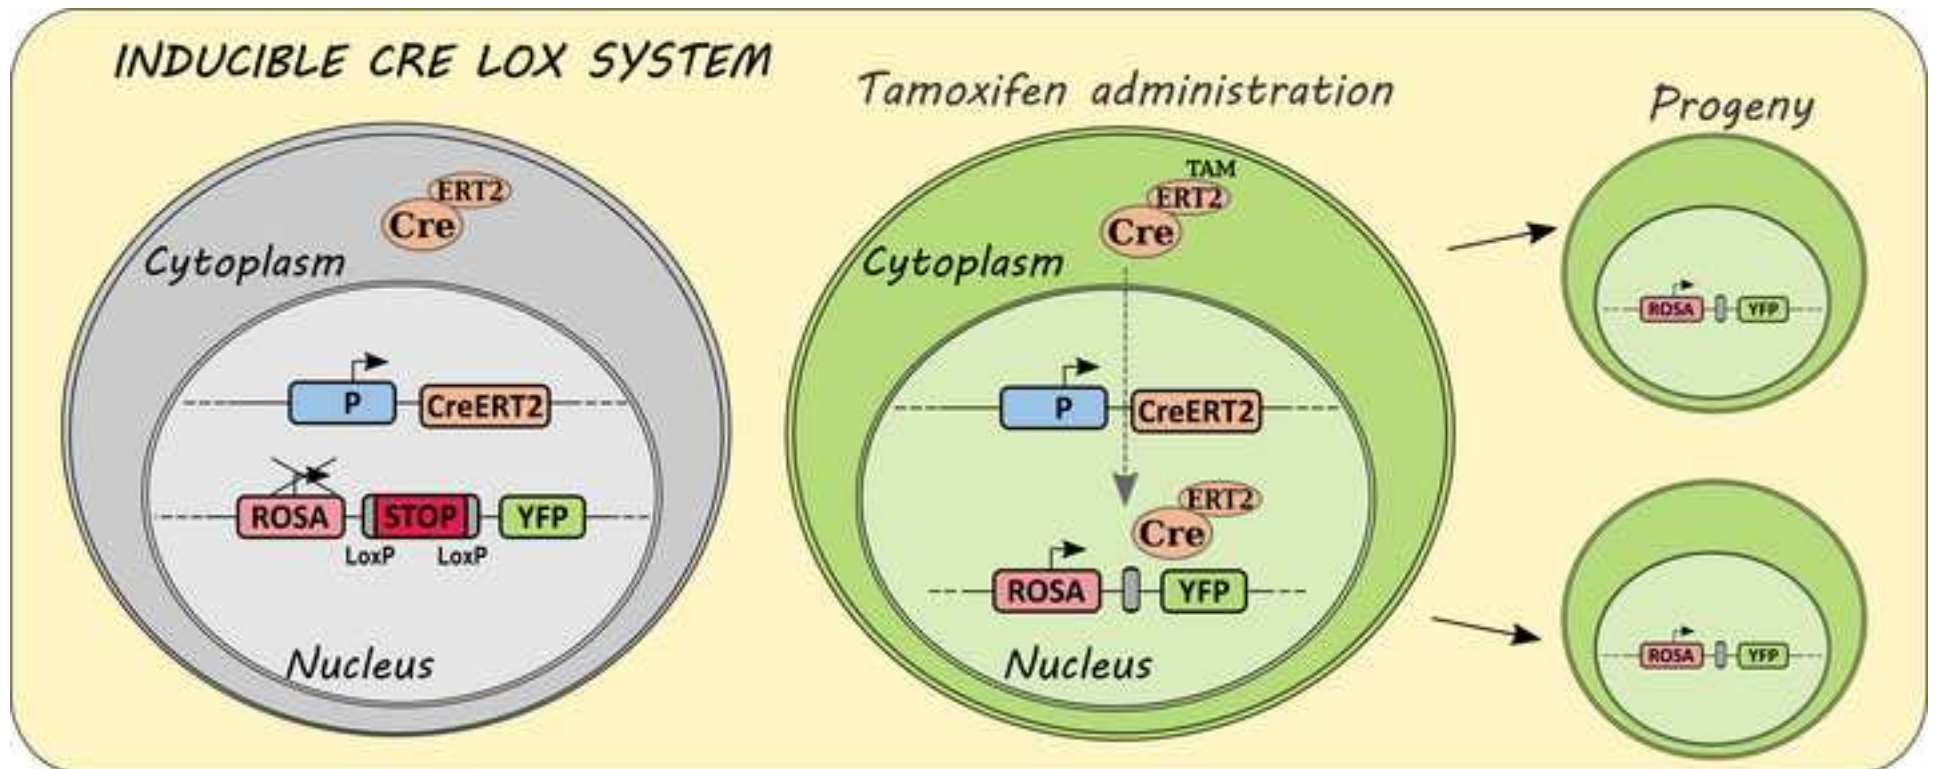 INDUCIBLE CRE LOX SYSTEM
Tamoxifen administration
Progeny
ERT2
Cre
Cytoplasm
P
CreERT2
ROSA
STOP
YFP
LoxP
LoxP
Nucleus
TAM
ERT2
Cre
Cytoplasm
P
CreERT2
ERT2
Cre
ROSA
YFP
Nucleus
ROSA
YFP
ROSA
YFP